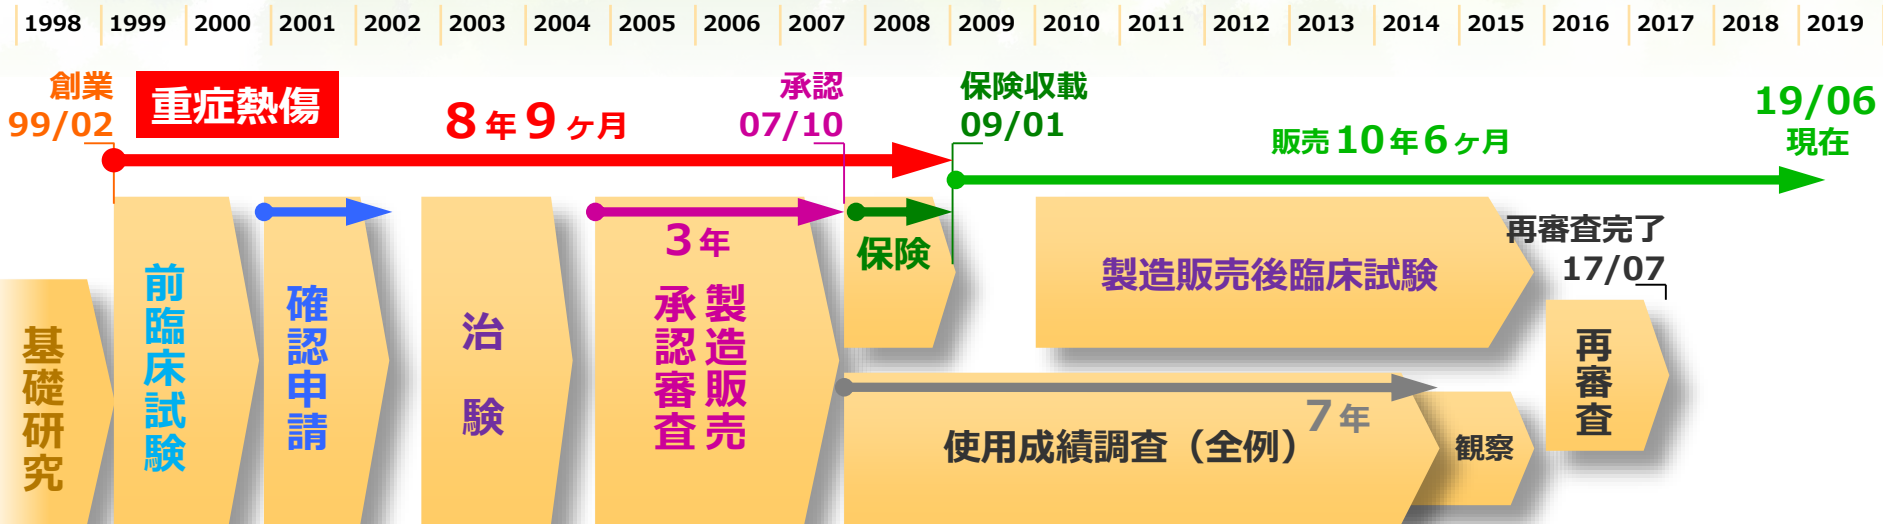 1998 1999 2000 2001 2002 2003 2004 2005 2006 2007 2008 2009 2010 2011 2012 2013 2014 2015 2016 2017 2018 2019
創業
99/02
重症熱傷
8年9ヶ月
承認
07/10
保険収載
09/01
販売10年6ヶ月
19/06
現在
基礎研究
前臨床試験
確認申請
治験
3年
製造販売
承認審査
保険
製造販売後臨床試験
再審査完了
17/07
使用成績調査（全例）
7年
観察
再審査